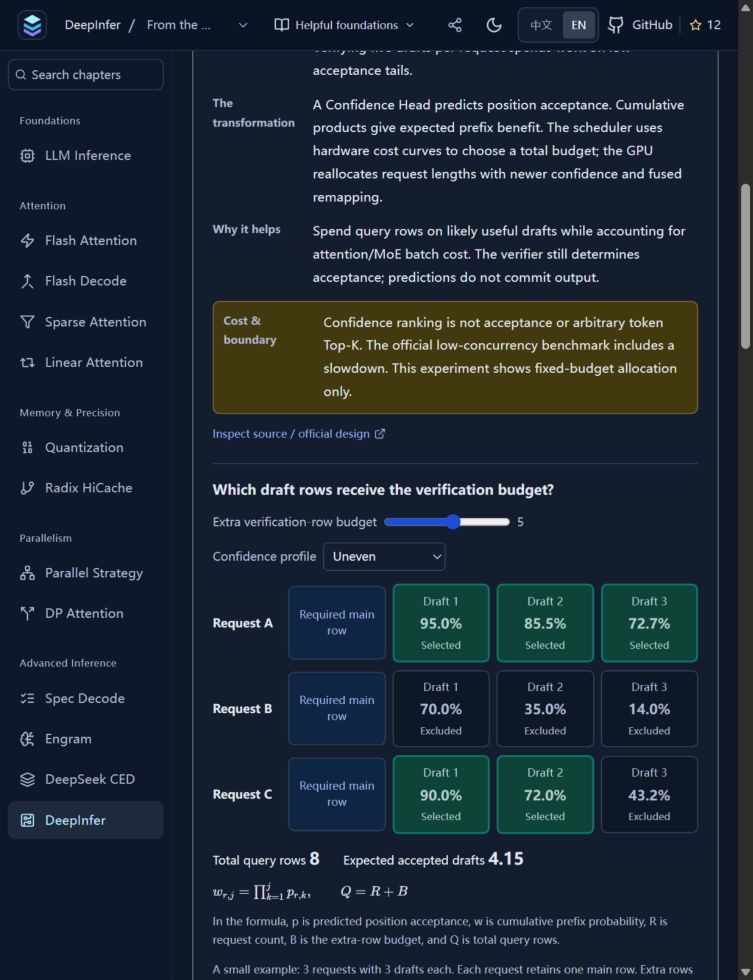 DeepInfer / From the ... Helpful foundations 中文 EN GitHub 12
Search chapters
Foundations
LLM Inference
Attention
Flash Attention
Flash Decode
Sparse Attention
Linear Attention
Memory & Precision
Quantization
Radix HiCache
Parallelism
Parallel Strategy
DP Attention
Advanced Inference
Spec Decode
Engram
DeepSeek CED
DeepInfer
acceptance tails.
The transformation
A Confidence Head predicts position acceptance. Cumulative
products give expected prefix benefit. The scheduler uses
hardware cost curves to choose a total budget; the GPU
reallocates request lengths with newer confidence and fused
remapping.
Why it helps
Spend query rows on likely useful drafts while accounting for
attention/MoE batch cost. The verifier still determines
acceptance; predictions do not commit output.
Cost &
boundary
Confidence ranking is not acceptance or arbitrary token
Top-K. The official low-concurrency benchmark includes a
slowdown. This experiment shows fixed-budget allocation
only.
Inspect source / official design
Which draft rows receive the verification budget?
Extra verification-row budget 5
Confidence profile Uneven
Request A
Required main
row
Draft 1
95.0%
Selected
Draft 2
85.5%
Selected
Draft 3
72.7%
Selected
Request B
Required main
row
Draft 1
70.0%
Excluded
Draft 2
35.0%
Excluded
Draft 3
14.0%
Excluded
Request C
Required main
row
Draft 1
90.0%
Selected
Draft 2
72.0%
Selected
Draft 3
43.2%
Excluded
Total query rows 8 Expected accepted drafts 4.15
w_{r,j} = ∏_{k=1}^{j} p_{r,k}, Q = R + B
In the formula, p is predicted position acceptance, w is cumulative prefix probability, R is
request count, B is the extra-row budget, and Q is total query rows.
A small example: 3 requests with 3 drafts each. Each request retains one main row. Extra rows